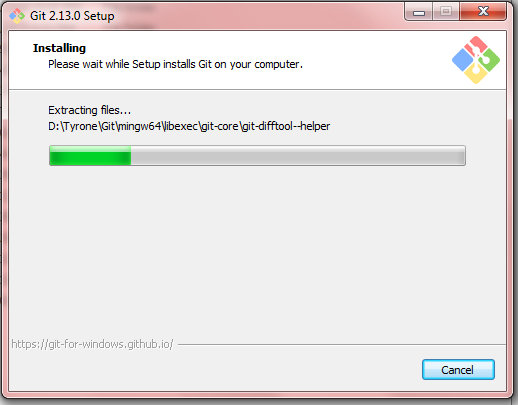 Git 2.13.0 Setup
Installing
Please wait while Setup installs Git on your computer.
Extracting files...
D:\Tyrone\Git\mingw64\libexec\git-core\git-difftool--helper
https://git-for-windows.github.io/
Cancel